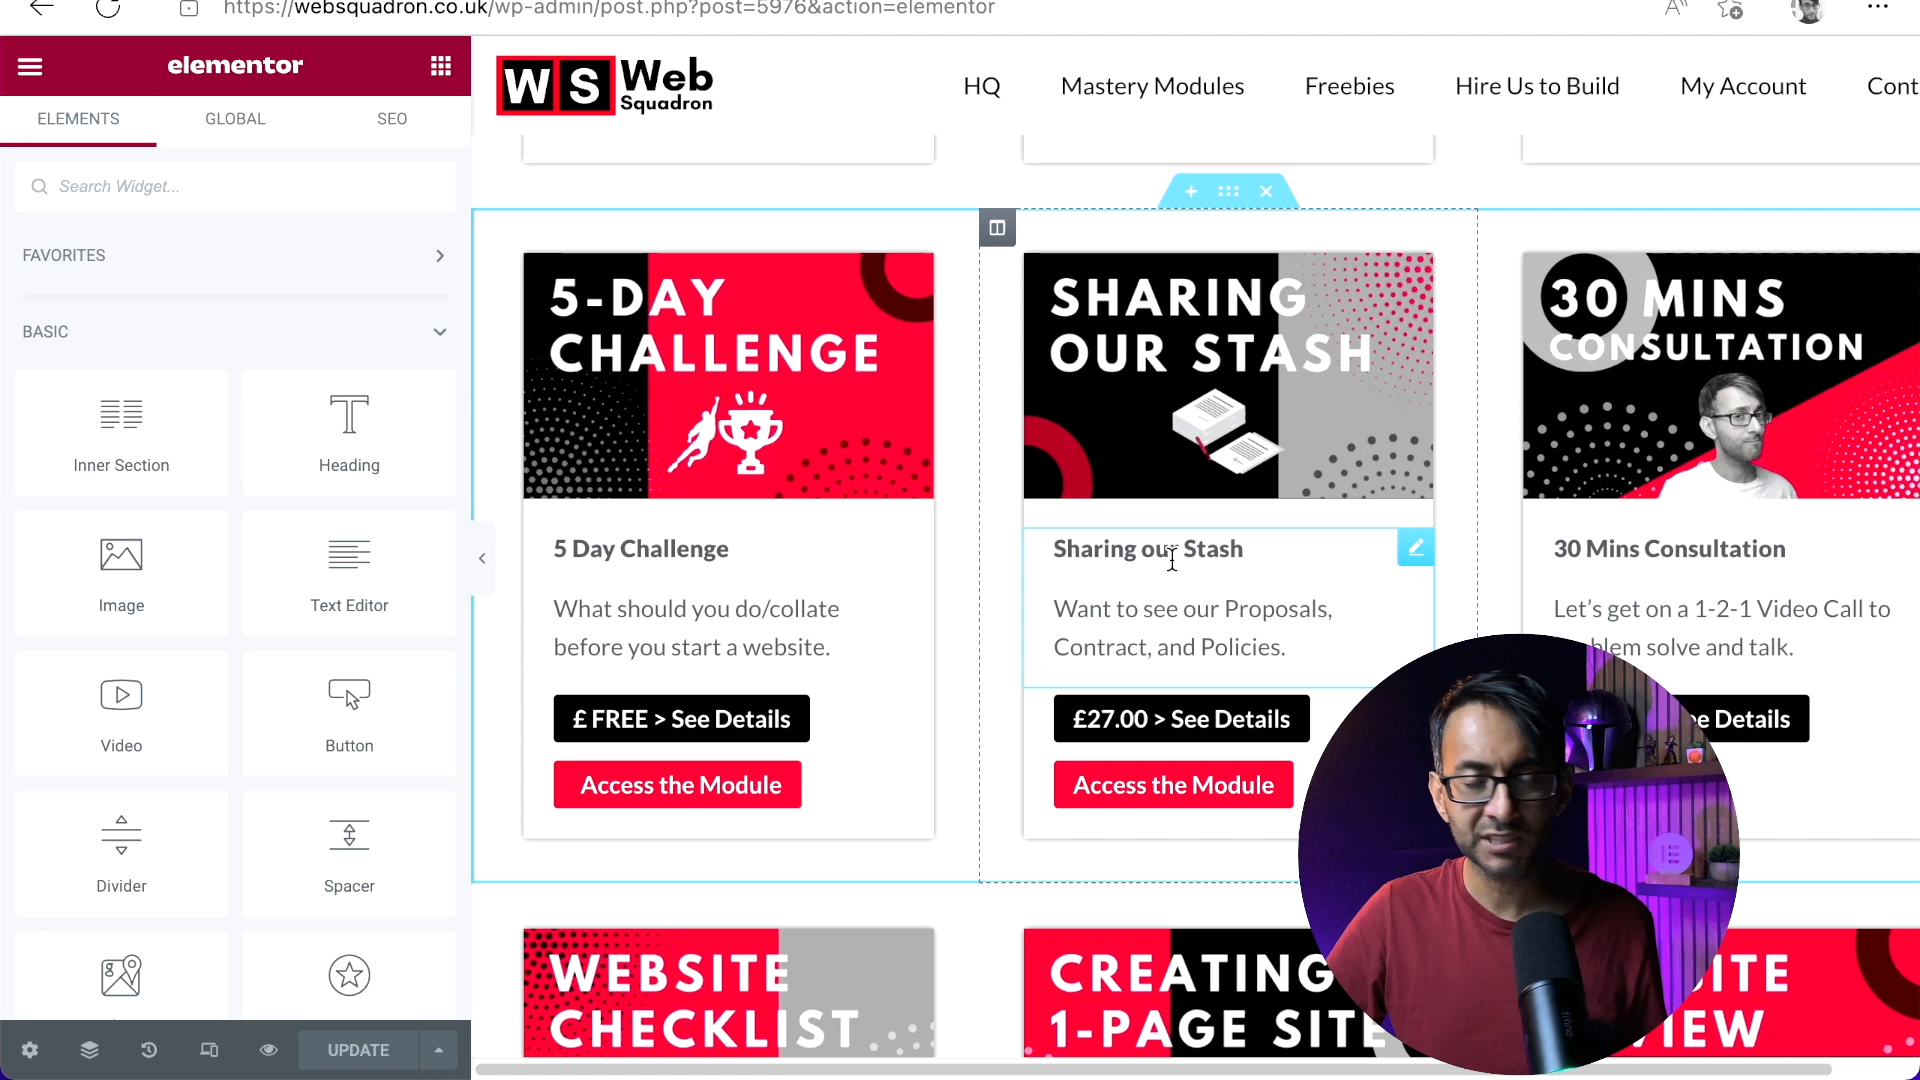 https://websquadron.co.uk/wp-admin/post.php?post=5976&action=elementor
elementor
ELEMENTS
GLOBAL
SEO
Search Widget...
FAVORITES
BASIC
Inner Section
Heading
Image
Text Editor
Video
Button
Divider
Spacer
UPDATE
WS Web
Squadron
HQ
Mastery Modules
Freebies
Hire Us to Build
My Account
Cont
5-DAY
CHALLENGE
5 Day Challenge
What should you do/collate
before you start a website.
£ FREE > See Details
Access the Module
SHARING
OUR STASH
Sharing our Stash
Want to see our Proposals,
Contract, and Policies.
£27.00 > See Details
Access the Module
30 MINS
CONSULTATION
30 Mins Consultation
Let's get on a 1-2-1 Video Call to
solve and talk.
Details
WEBSITE
CHECKLIST
CREATING
1-PAGE SITE